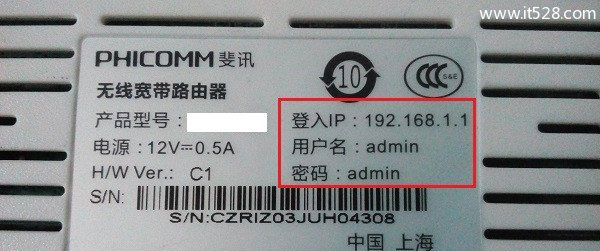 www.it528.com
PHICOMM 斐讯
10
CCC S&E
无线宽带路由器
产品型号:
登入IP : 192.168.1.1
电源 : 12V⎓0.5A
用户名 : admin
H/W Ver.: C1
密码 : admin
S/N:
S/N:CZRIZ03JUH04308
中国 上海